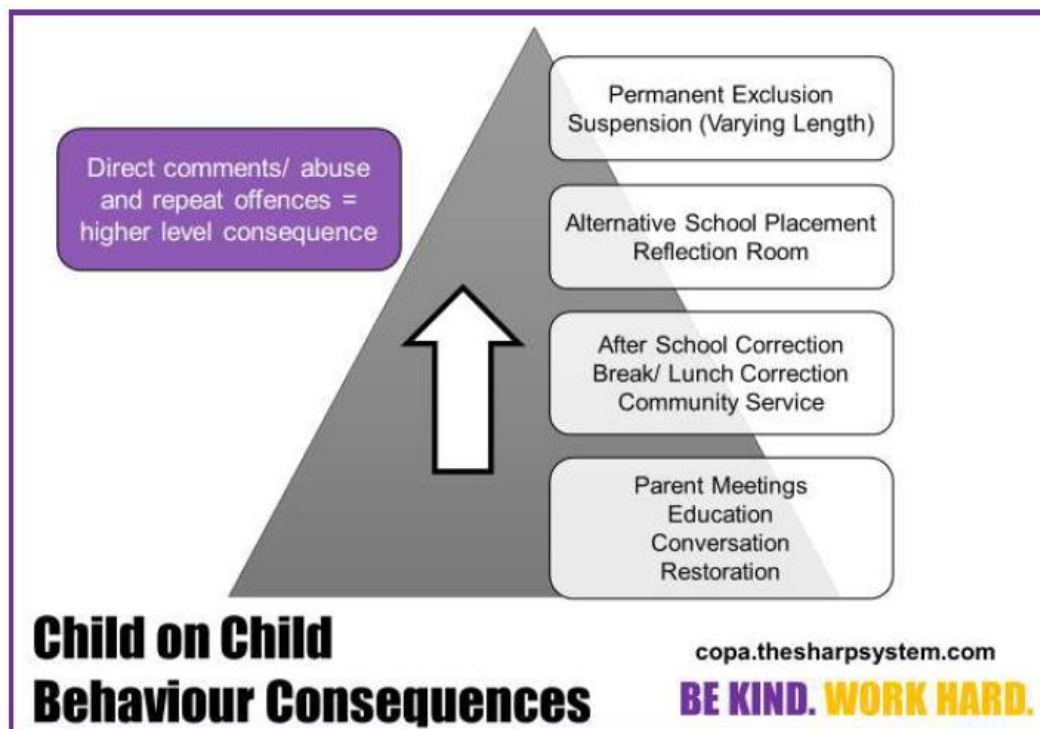 Permanent Exclusion
Suspension (Varying Length)
Direct comments/ abuse
and repeat offences =
higher level consequence
Alternative School Placement
Reflection Room
After School Correction
Break/ Lunch Correction
Community Service
Parent Meetings
Education
Conversation
Restoration
Child on Child
Behaviour Consequences
copa.thesharpsystem.com
BE KIND. WORK HARD.